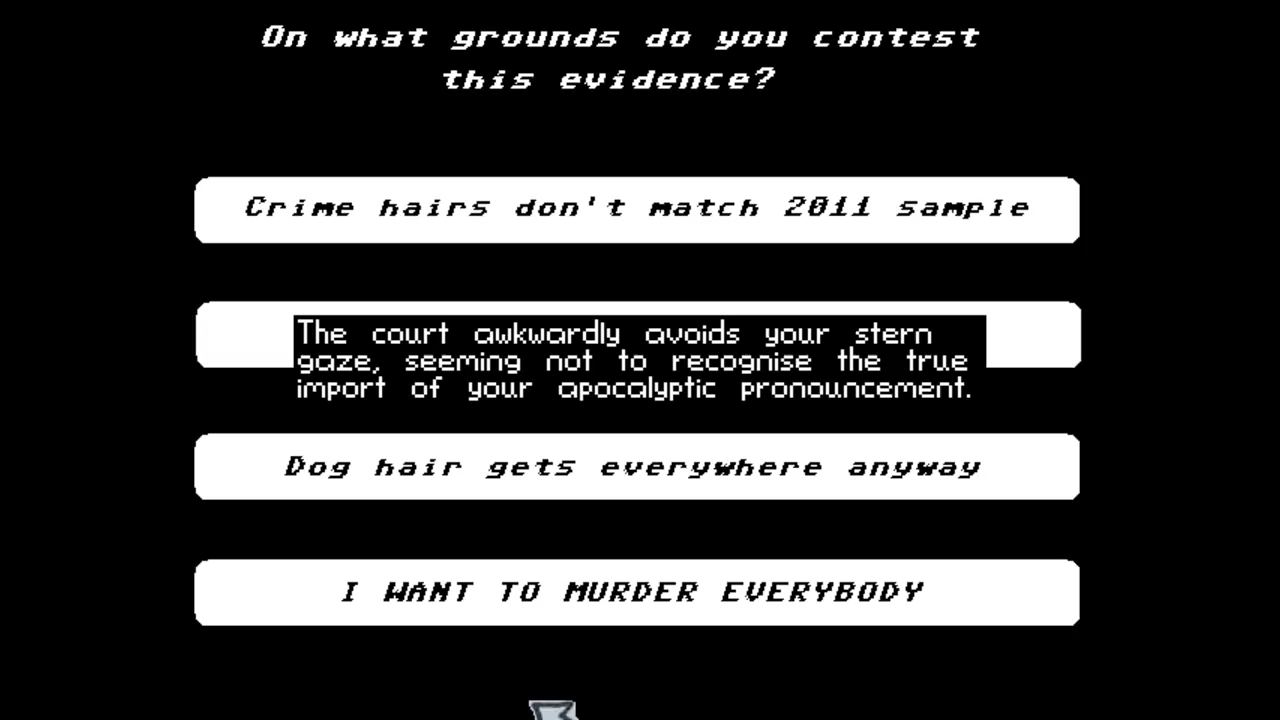 On what grounds do you contest
this evidence?
Crime hairs don't match 2011 sample
The court awkwardly avoids your stern
gaze, seeming not to recognise the true
import of your apocalyptic pronouncement.
Dog hair gets everywhere anyway
I WANT TO MURDER EVERYBODY